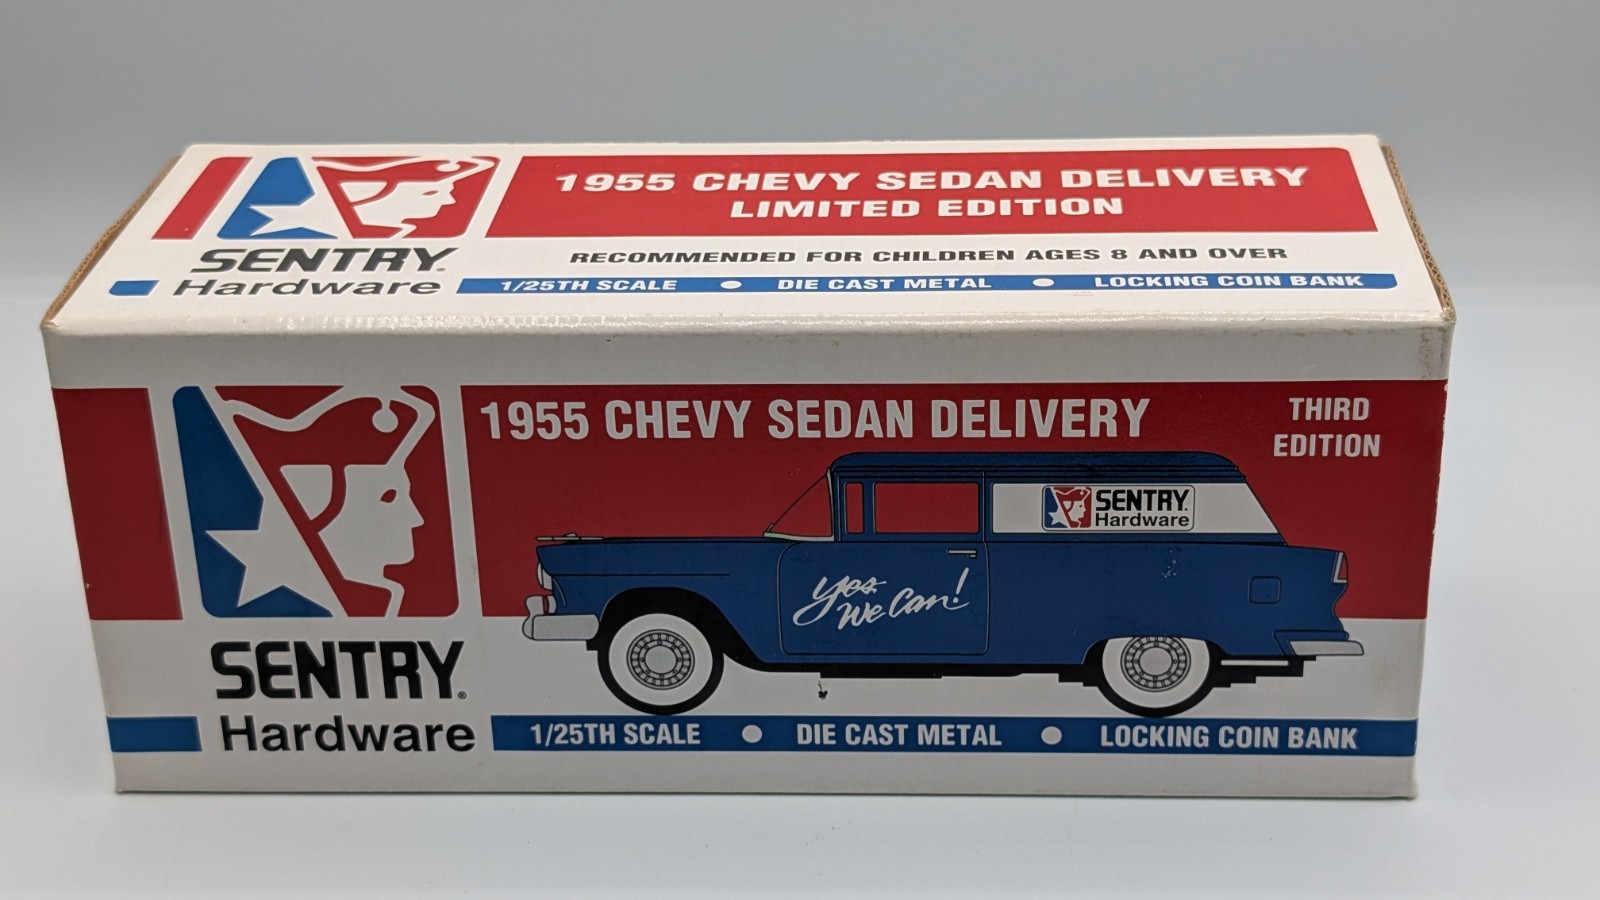 1955 CHEVY SEDAN DELIVERY
LIMITED EDITION
SENTRY
Hardware
RECOMMENDED FOR CHILDREN AGES 8 AND OVER
1/25TH SCALE • DIE CAST METAL • LOCKING COIN BANK
1955 CHEVY SEDAN DELIVERY
THIRD
EDITION
SENTRY
Hardware
Yes
We Can!
SENTRY®
Hardware
1/25TH SCALE • DIE CAST METAL • LOCKING COIN BANK